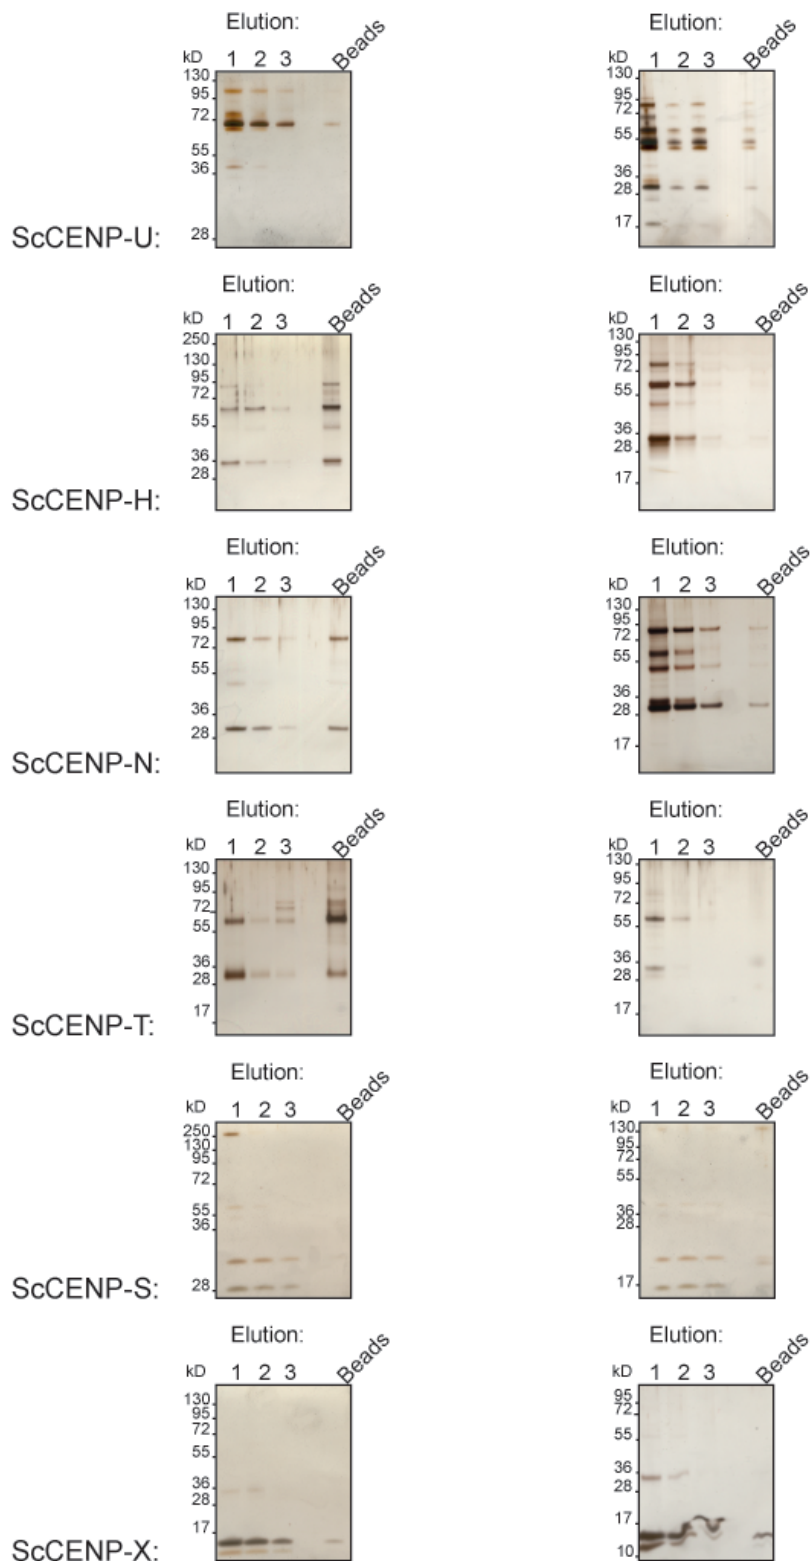 Elution: Elution:
kD 1 2 3 Beads kD 1 2 3 Beads
130 130
95 95
72 72
55 55
36 36
28 28
17
ScCENP-U:
Elution: Elution:
kD 1 2 3 Beads kD 1 2 3 Beads
250 130
130 95
95 72
72 55
55 36
36 28
28 17
ScCENP-H:
Elution: Elution:
kD 1 2 3 Beads kD 1 2 3 Beads
130 130
95 95
72 72
55 55
36 36
28 28
17
ScCENP-N:
Elution: Elution:
kD 1 2 3 Beads kD 1 2 3 Beads
130 130
95 95
72 72
55 55
36 36
28 28
17 17
ScCENP-T:
Elution: Elution:
kD 1 2 3 Beads kD 1 2 3 Beads
250 130
130 95
95 72
72 55
55 36
36 28
28 17
ScCENP-S:
Elution: Elution:
kD 1 2 3 Beads kD 1 2 3 Beads
130 95
95 72
72 55
55 36
36 28
28 17
17 10
ScCENP-X: